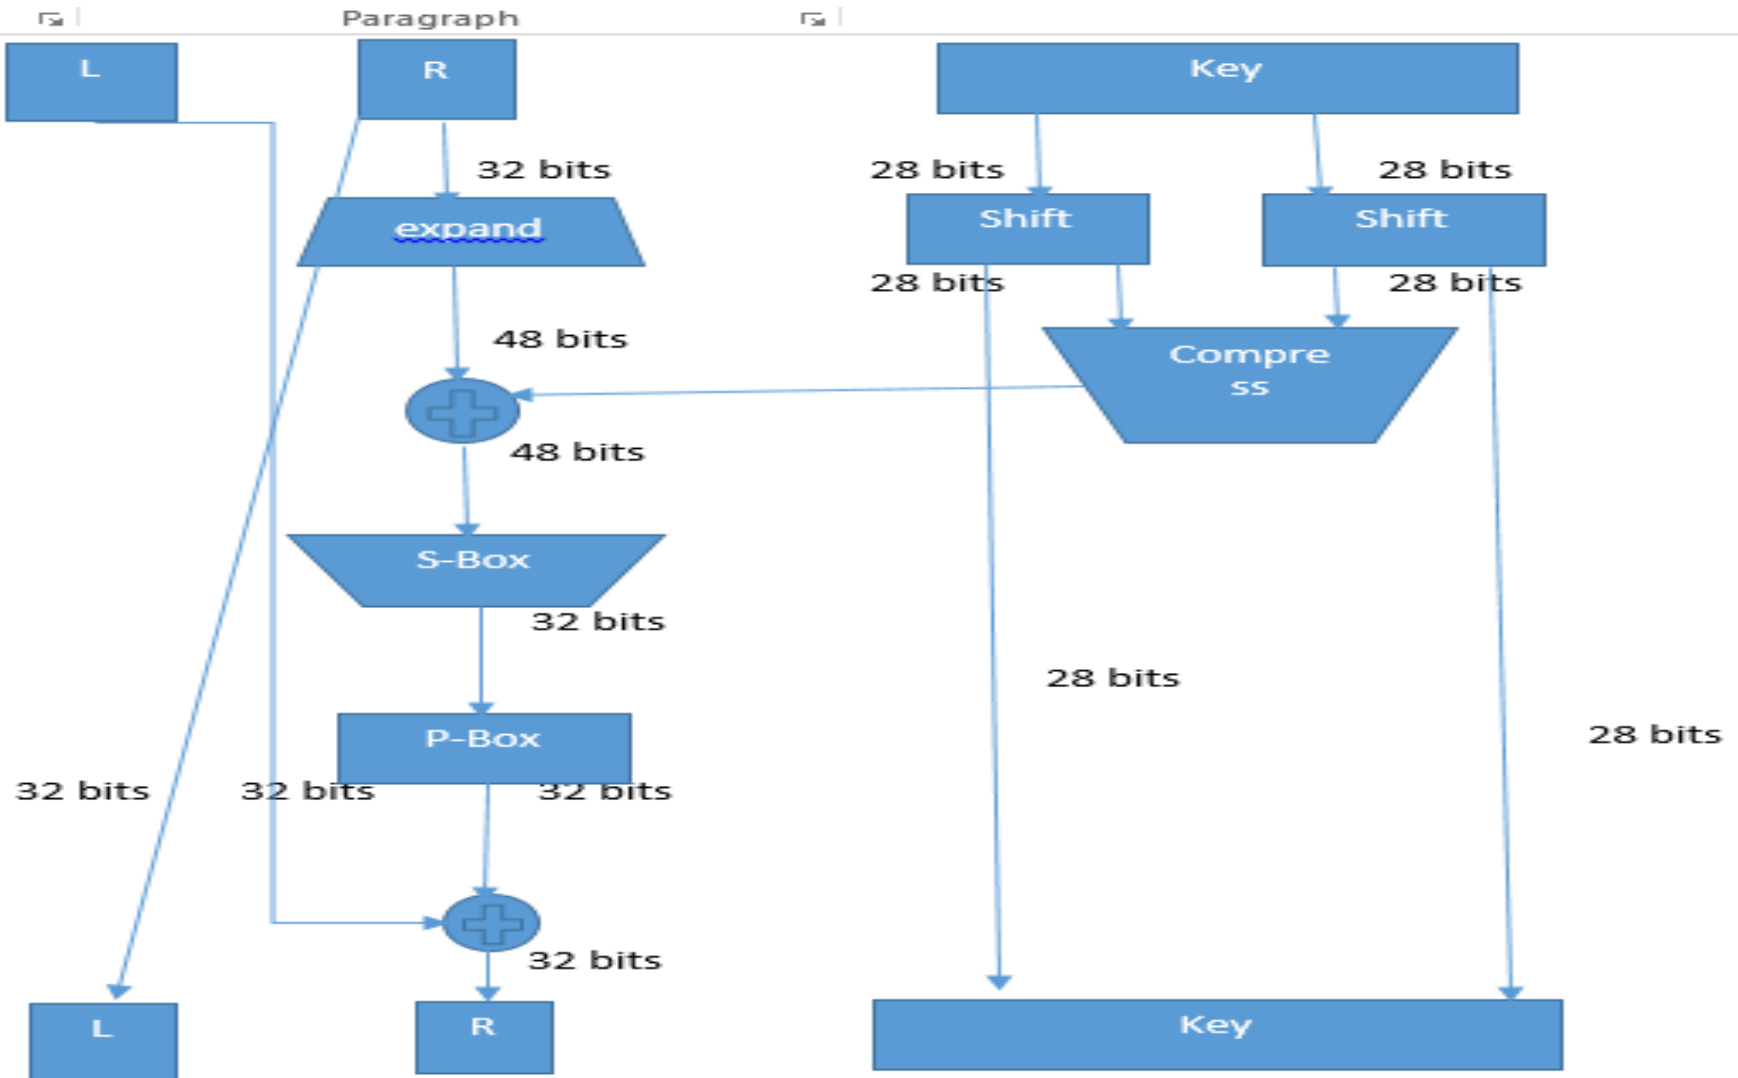 Paragraph
L
R
Key
32 bits
28 bits
28 bits
expand
Shift
Shift
28 bits
28 bits
48 bits
Compre
ss
48 bits
S-Box
32 bits
28 bits
P-Box
28 bits
32 bits
32 bits
32 bits
32 bits
L
R
Key